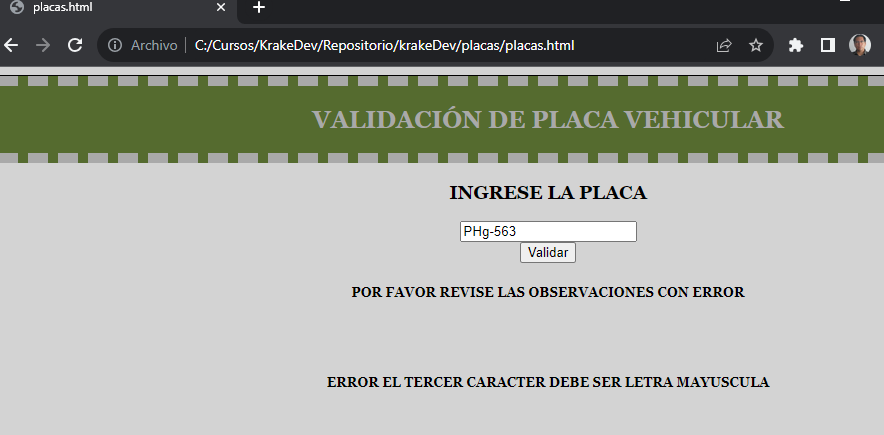 placas.html
Archivo
C:/Cursos/KrakeDev/Repositorio/krakeDev/placas/placas.html
VALIDACIÓN DE PLACA VEHICULAR
INGRESE LA PLACA
PHg-563
Validar
POR FAVOR REVISE LAS OBSERVACIONES CON ERROR
ERROR EL TERCER CARACTER DEBE SER LETRA MAYUSCULA